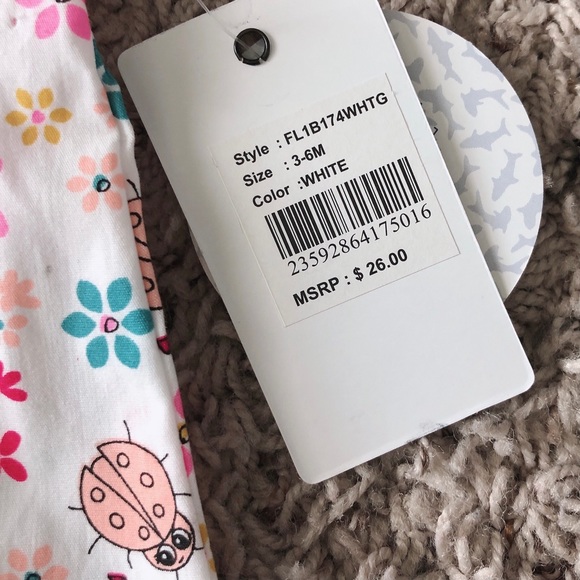 Style : FL1B174WHTG
Size : 3-6M
Color :WHITE
23592864175016
MSRP : $ 26.00